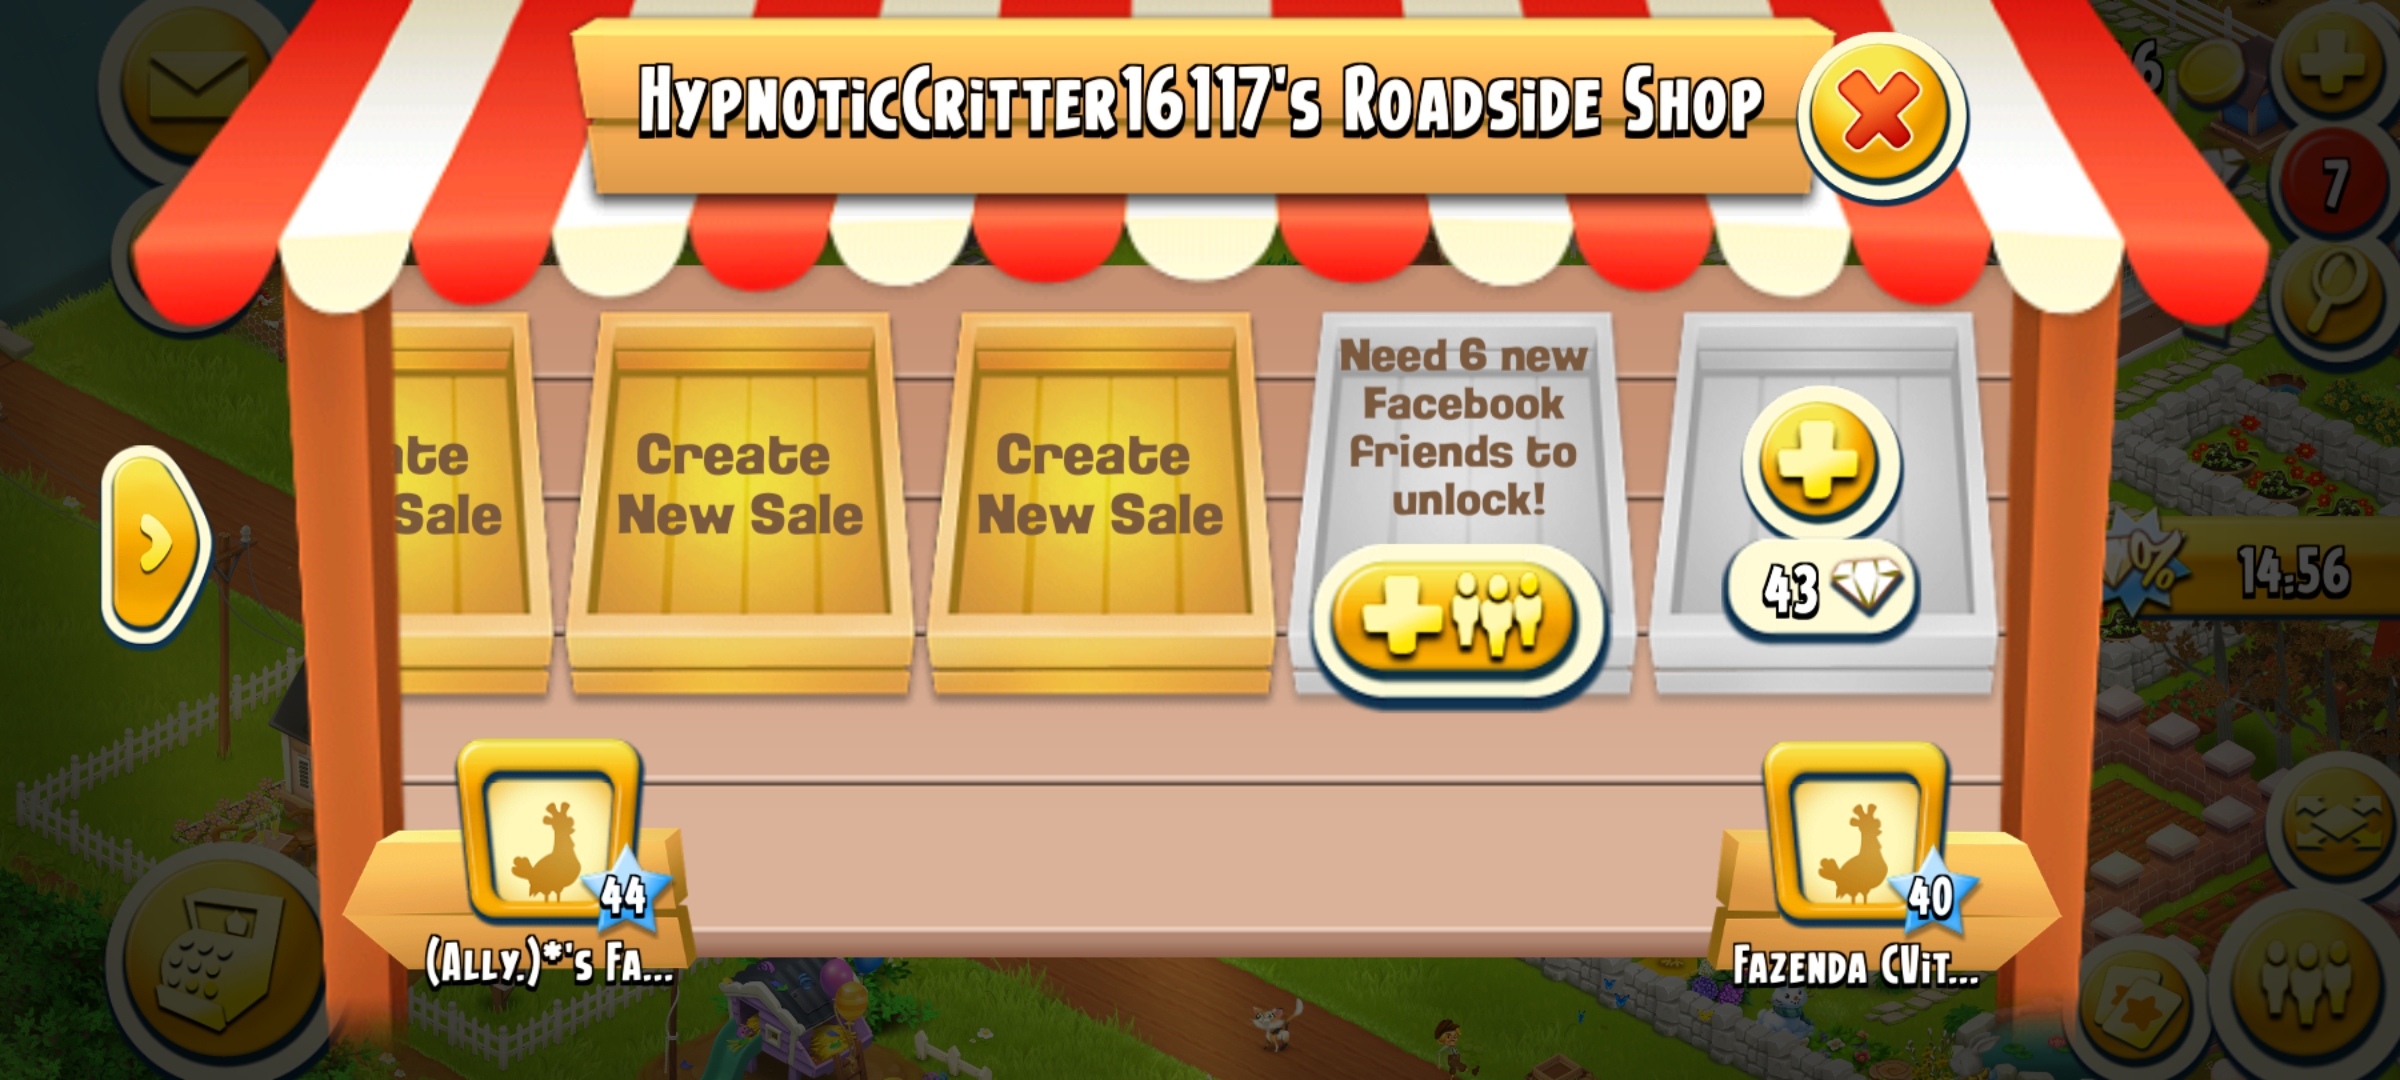 HypnoticCritter16117's Roadside Shop
7
Need 6 new
Facebook
friends to
unlock!
ate
Sale
Create
New Sale
Create
New Sale
43
14:56
44
40
(Ally.)*'s Fa...
Fazenda CVit...